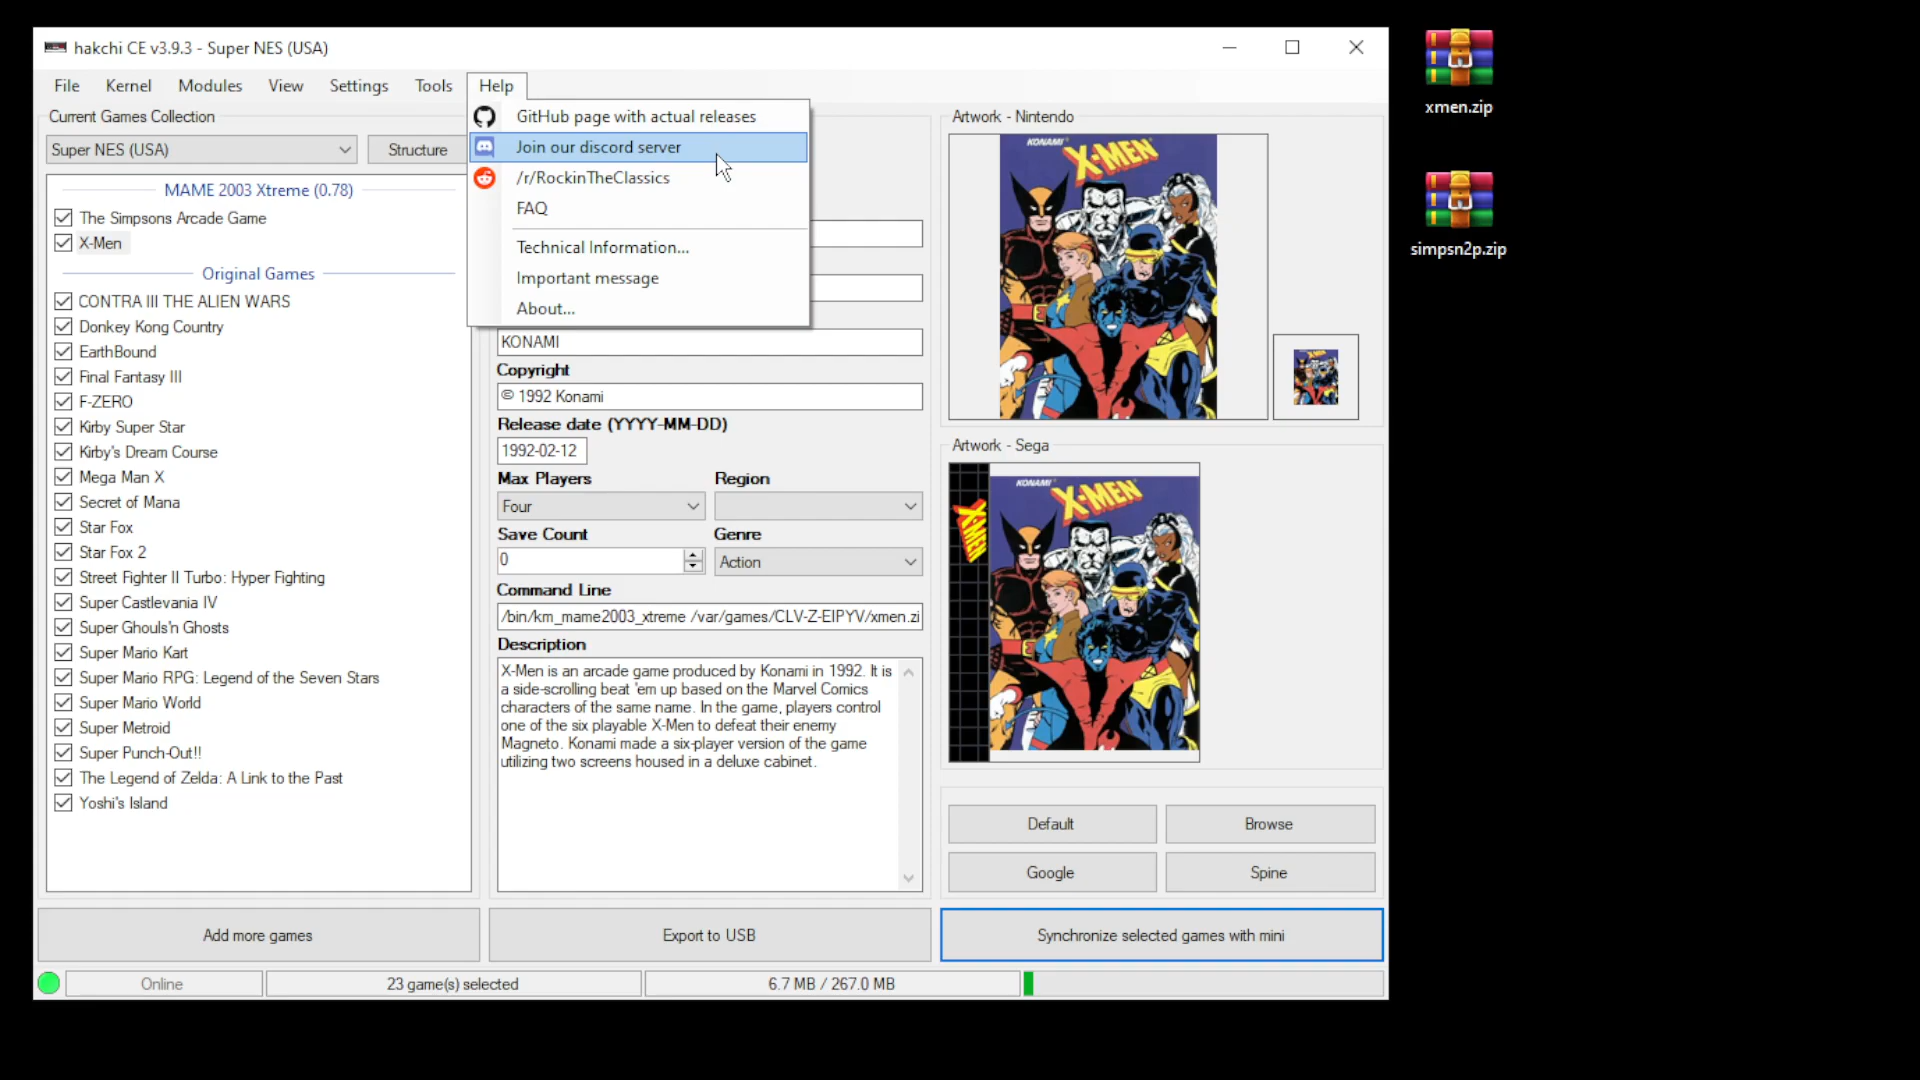 hakchi CE v3.9.3 - Super NES (USA)
File Kernel Modules View Settings Tools Help
Current Games Collection
Super NES (USA)
Structure
MAME 2003 Xtreme (0.78)
The Simpsons Arcade Game
X-Men
Original Games
CONTRA III THE ALIEN WARS
Donkey Kong Country
EarthBound
Final Fantasy III
F-ZERO
Kirby Super Star
Kirby's Dream Course
Mega Man X
Secret of Mana
Star Fox
Star Fox 2
Street Fighter II Turbo: Hyper Fighting
Super Castlevania IV
Super Ghouls'n Ghosts
Super Mario Kart
Super Mario RPG: Legend of the Seven Stars
Super Mario World
Super Metroid
Super Punch-Out!!
The Legend of Zelda: A Link to the Past
Yoshi's Island
GitHub page with actual releases
Join our discord server
/r/RockinTheClassics
FAQ
Technical Information...
Important message
About...
KONAMI
Copyright
© 1992 Konami
Release date (YYYY-MM-DD)
1992-02-12
Max Players Region
Four
Save Count Genre
0 Action
Command Line
/bin/km_mame2003_xtreme /var/games/CLV-Z-EIPYV/xmen.zi
Description
X-Men is an arcade game produced by Konami in 1992. It is
a side-scrolling beat 'em up based on the Marvel Comics
characters of the same name. In the game, players control
one of the six playable X-Men to defeat their enemy
Magneto. Konami made a six-player version of the game
utilizing two screens housed in a deluxe cabinet.
Artwork - Nintendo
KONAMI
X-MEN
X-MEN
Artwork - Sega
X-MEN
KONAMI
X-MEN
Default Browse
Google Spine
Add more games
Export to USB
Synchronize selected games with mini
Online
23 game(s) selected
6.7 MB / 267.0 MB
xmen.zip
simpsn2p.zip